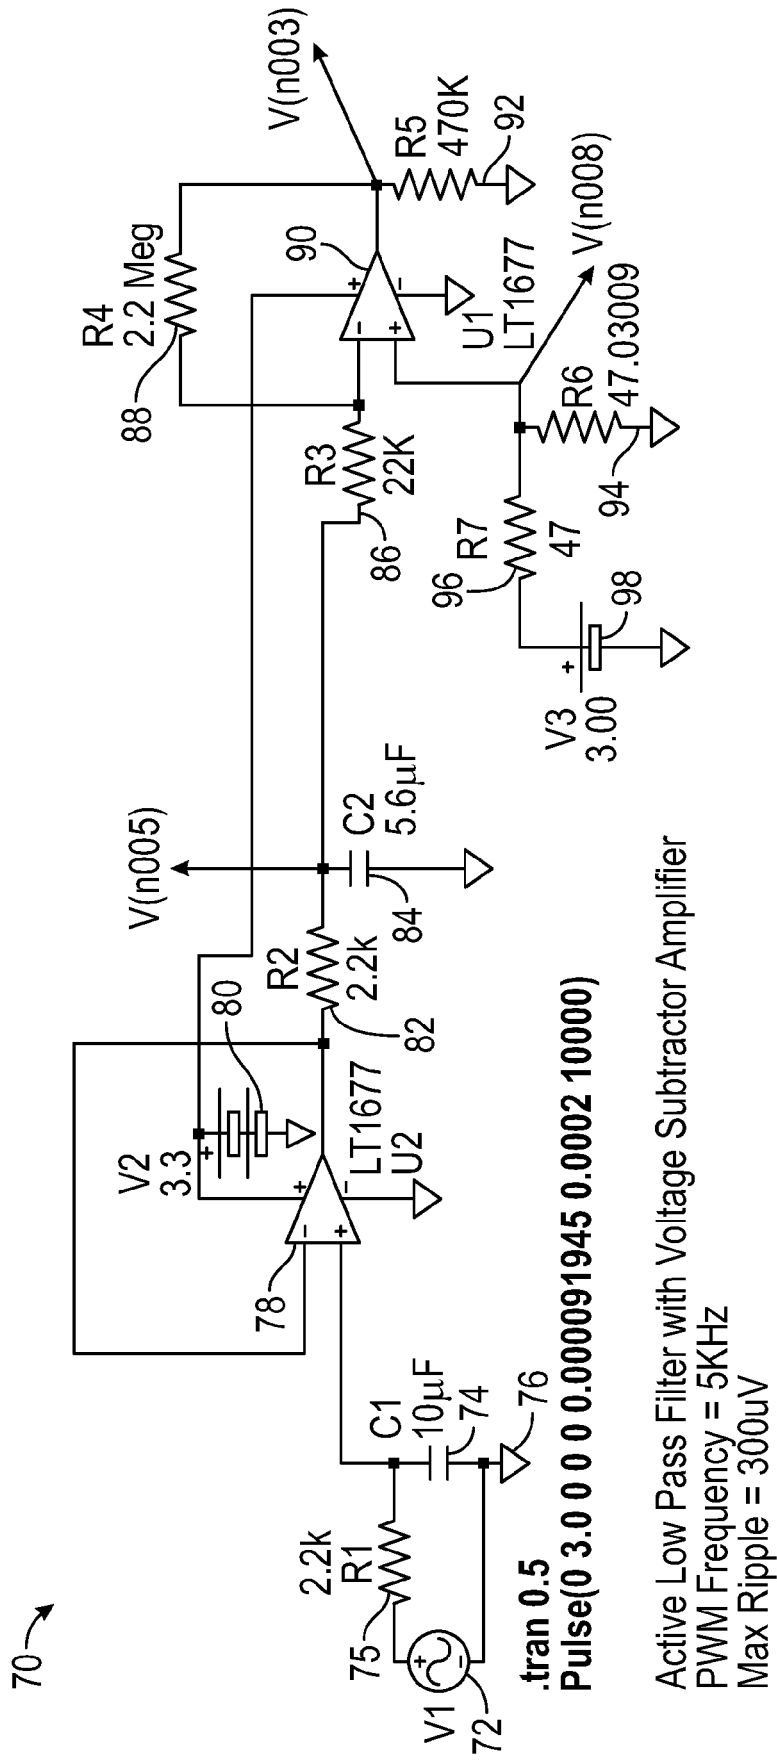 70
V(n003)
R4
2.2 Meg
88
90
R5
470K
92
V(n005)
R3
22K
86
U1
LT1677
V(n008)
V2
3.3
80
R2
2.2k
82
C2
5.6µF
84
R7
47
96
R6
47.03009
94
V3
3.00
98
78
LT1677
U2
2.2k
R1
75
C1
10µF
74
76
V1
72
.tran 0.5
Pulse(0 3.0 0 0 0 0.000091945 0.0002 10000)
Active Low Pass Filter with Voltage Subtractor Amplifier
PWM Frequency = 5KHz
Max Ripple = 300uV